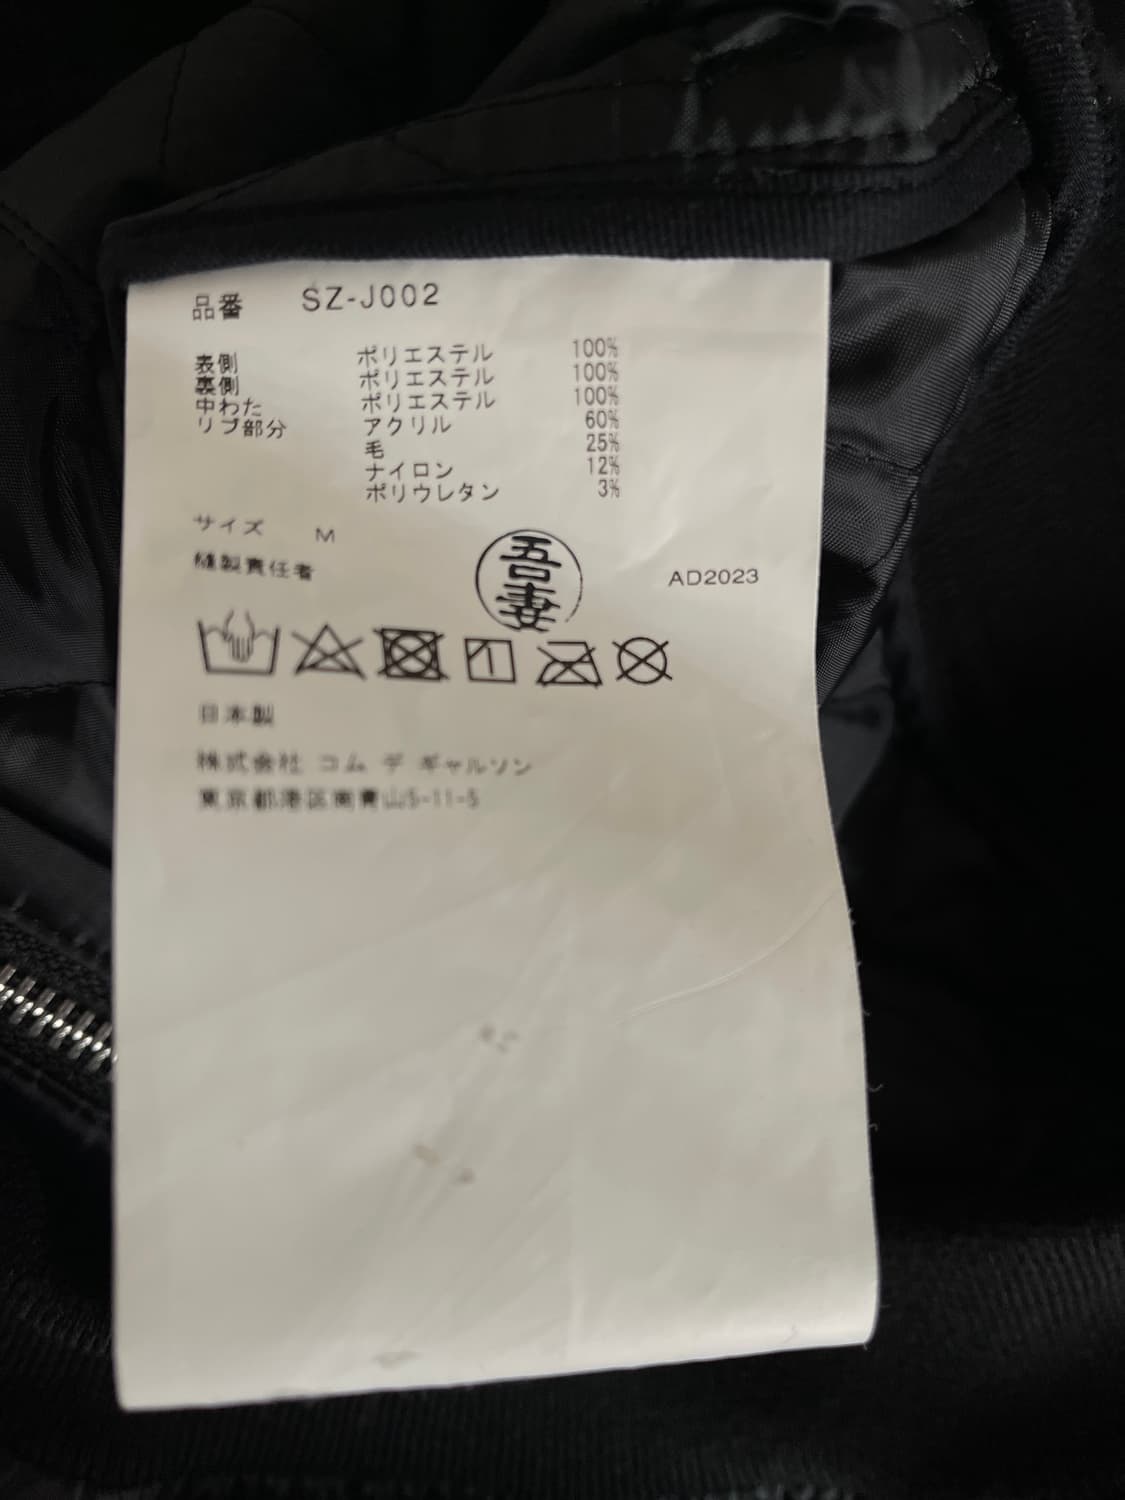 品番 SZ-J002
表側 ポリエステル 100%
裏側 ポリエステル 100%
中わた ポリエステル 100%
リブ部分 アクリル 60%
毛 25%
ナイロン 12%
ポリウレタン 3%
サイズ M
縫製責任者 吾妻 AD2023
日本製
株式会社 コム デ ギャルソン
東京都港区南青山5-11-5